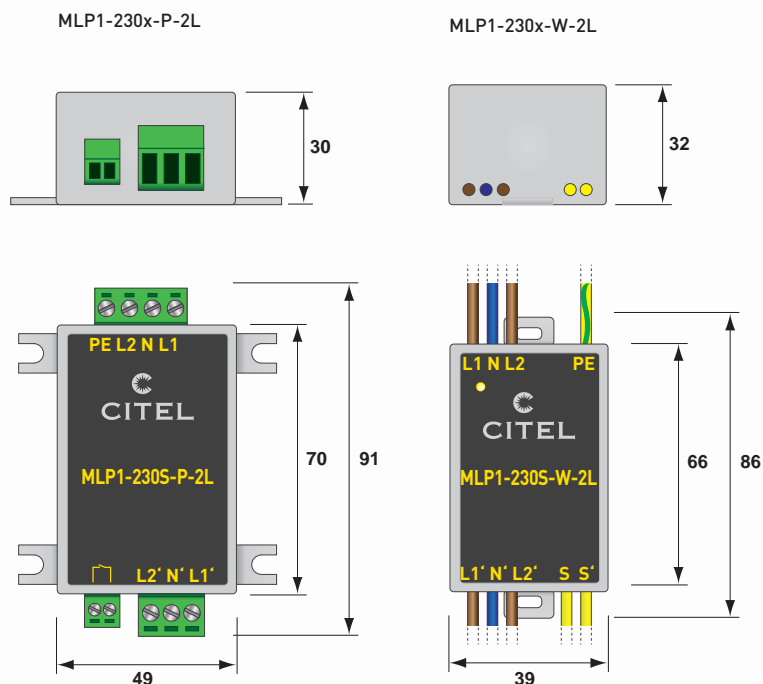 MLP1-230x-P-2L
MLP1-230x-W-2L
30
32
PE L2 N L1
CITEL
MLP1-230S-P-2L
L2‘ N‘ L1‘
70
91
49
L1 N L2 PE
CITEL
MLP1-230S-W-2L
L1‘ N‘ L2‘ S S‘
66
86
39